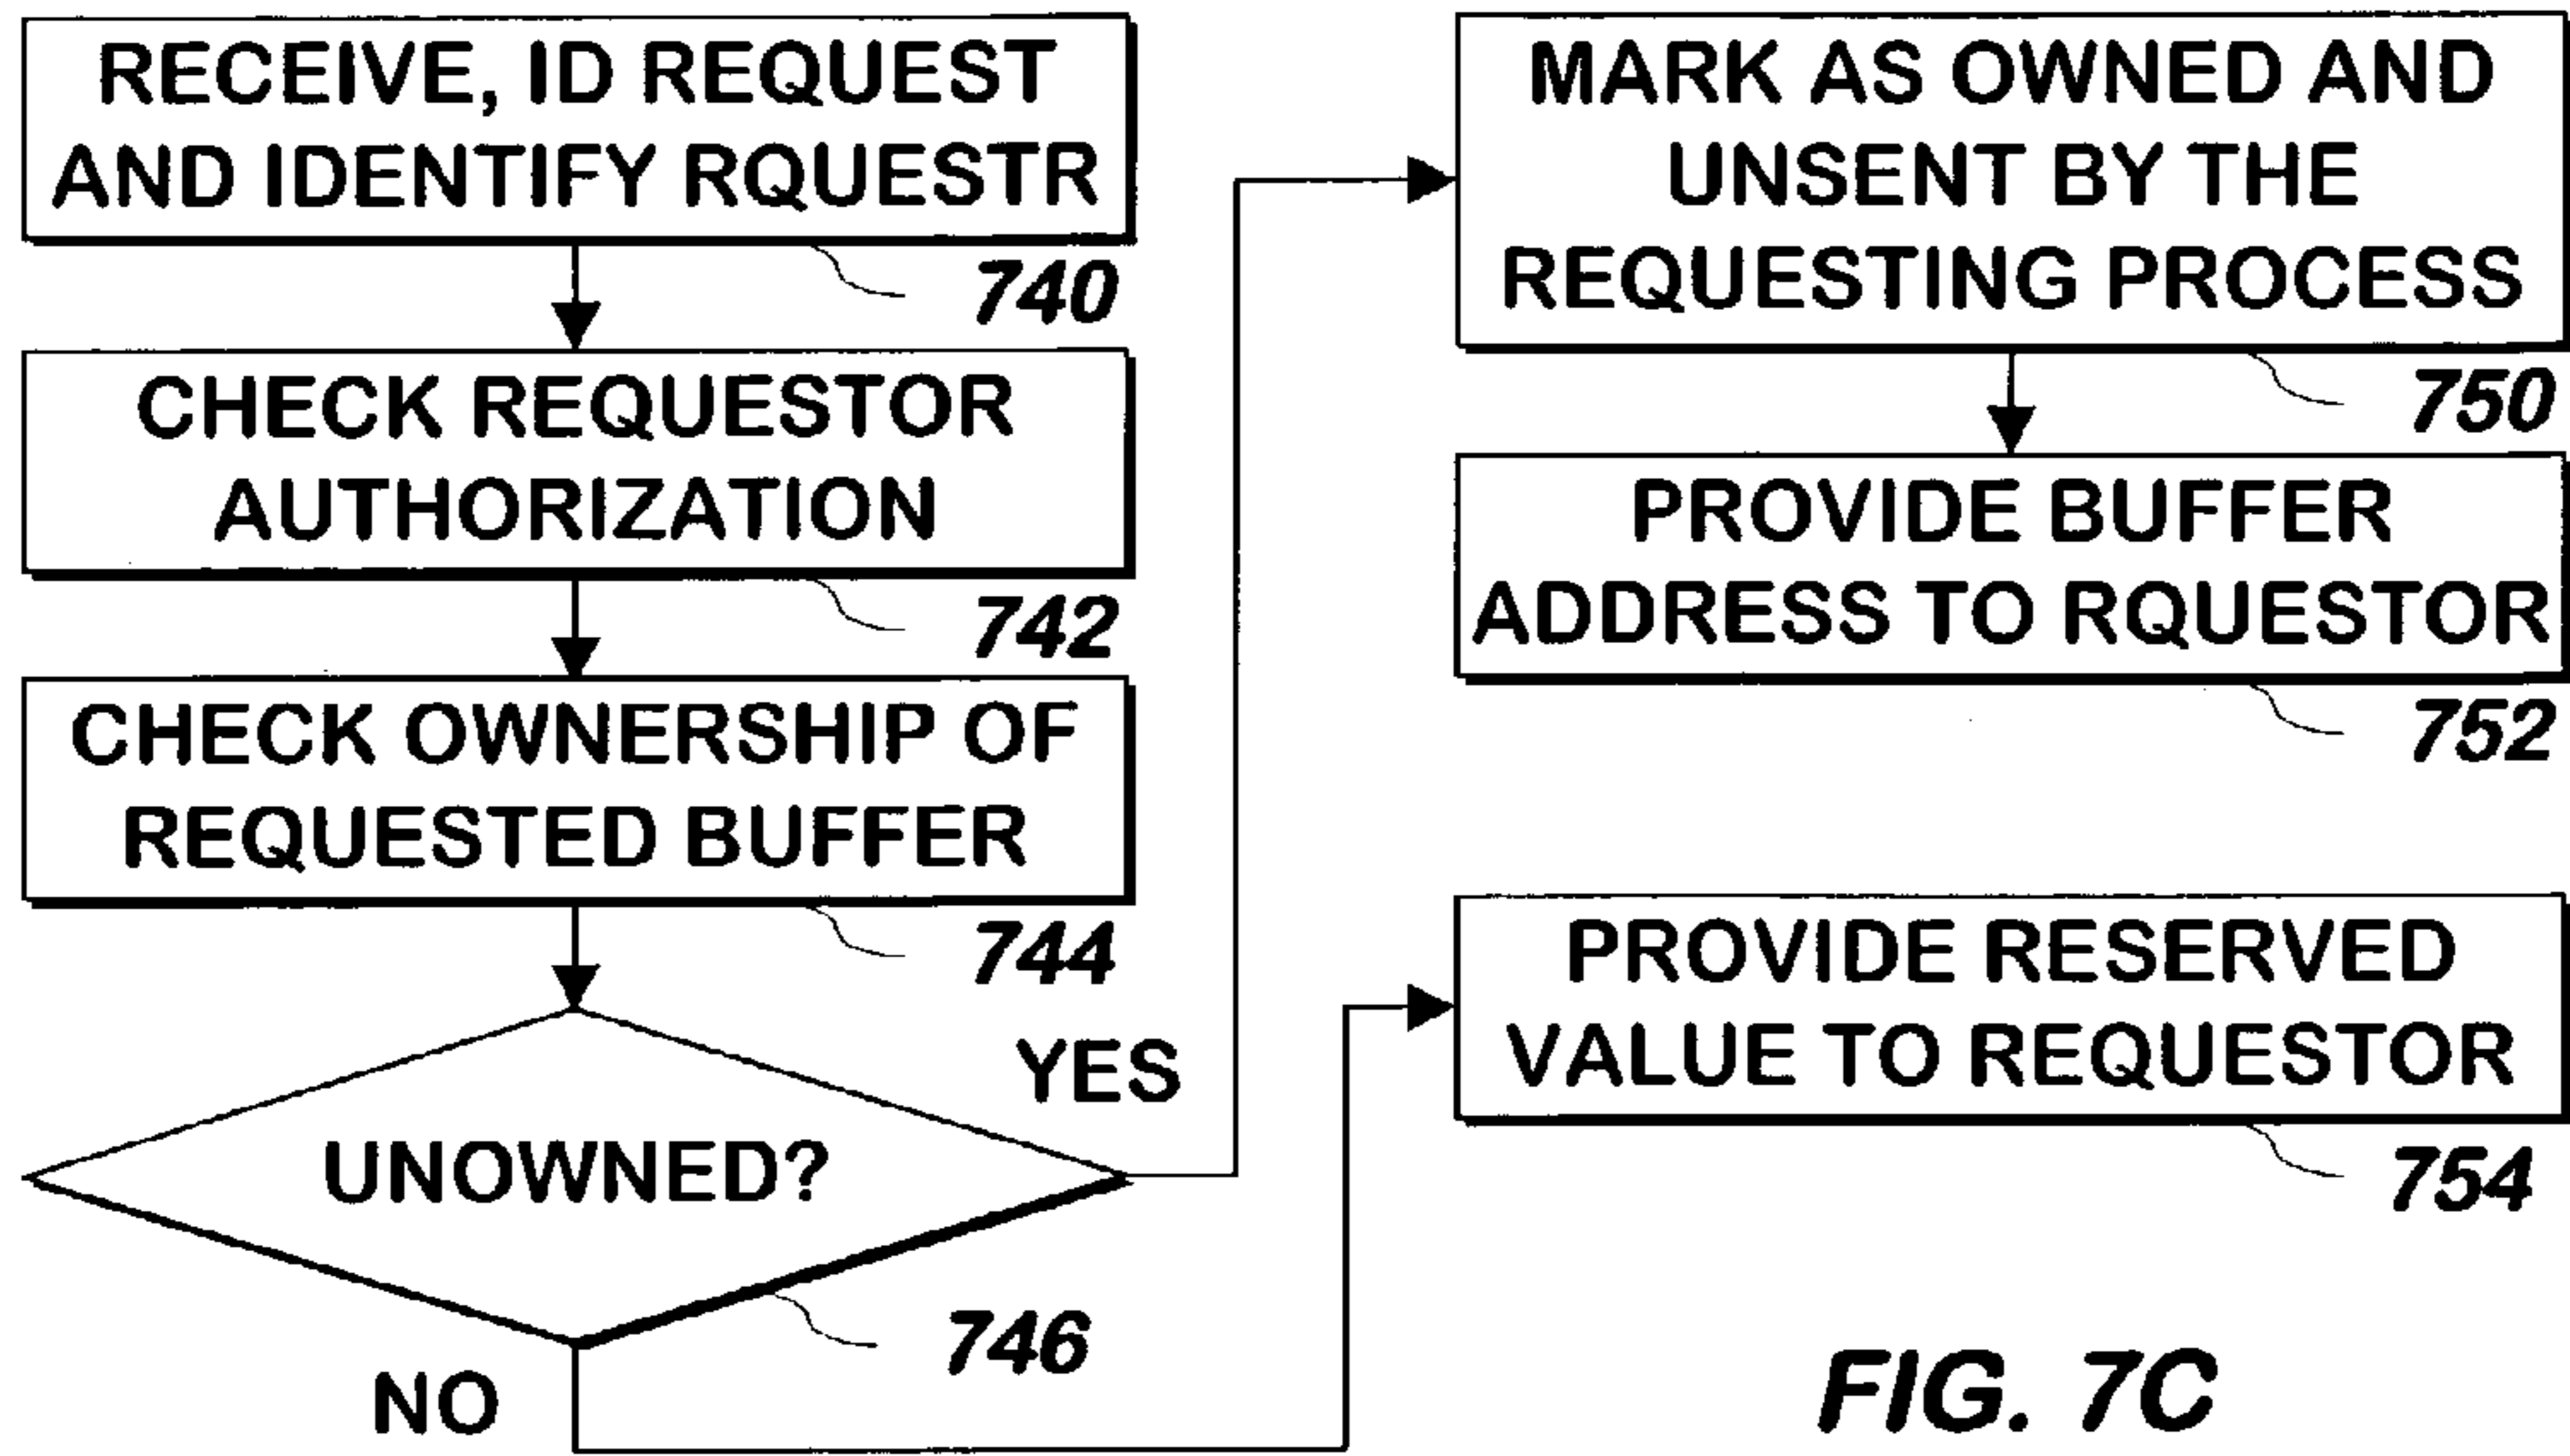 RECEIVE, ID REQUEST
AND IDENTIFY RQUESTR
740
CHECK REQUESTOR
AUTHORIZATION
742
CHECK OWNERSHIP OF
REQUESTED BUFFER
744
UNOWNED?
YES
746
NO
MARK AS OWNED AND
UNSENT BY THE
REQUESTING PROCESS
750
PROVIDE BUFFER
ADDRESS TO RQUESTOR
752
PROVIDE RESERVED
VALUE TO REQUESTOR
754
FIG. 7C